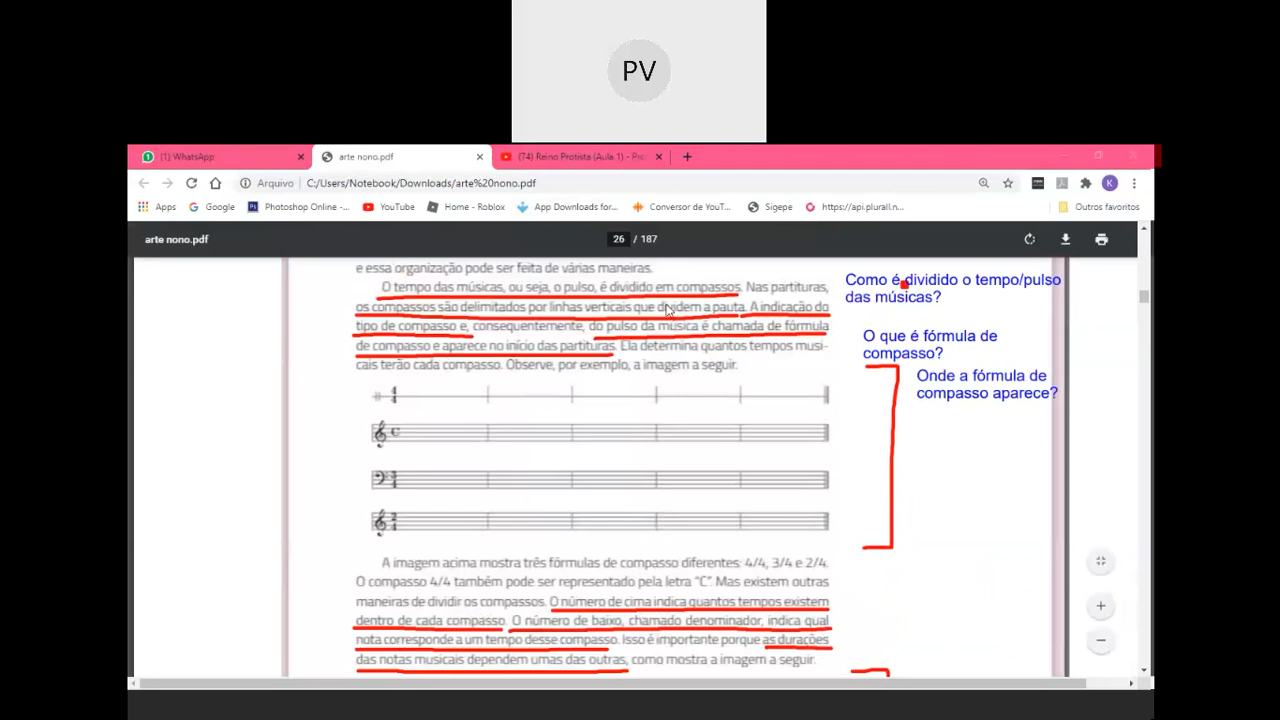 PV
(1) WhatsApp
arte nono.pdf
(74) Reino Protista (Aula 1) - Pro
Arquivo
C:/Users/Notebook/Downloads/arte%20nono.pdf
K
Apps
Google
Photoshop Online -...
YouTube
Home - Roblox
App Downloads for...
Conversor de YouT...
Sigepe
https://api.plurall.n...
Outros favoritos
arte nono.pdf
26 / 187
e essa organização pode ser feita de várias maneiras.
O tempo das músicas, ou seja, o pulso, é dividido em compassos. Nas partituras,
os compassos são delimitados por linhas verticais que dividem a pauta. A indicação do
tipo de compasso e, consequentemente, do pulso da música é chamada de fórmula
de compasso e aparece no início das partituras. Ela determina quantos tempos musi-
cais terão cada compasso. Observe, por exemplo, a imagem a seguir.
Como é dividido o tempo/pulso
das músicas?
O que é fórmula de
compasso?
Onde a fórmula de
compasso aparece?
4
4
C
3
4
2
4
A imagem acima mostra três fórmulas de compasso diferentes: 4/4, 3/4 e 2/4.
O compasso 4/4 também pode ser representado pela letra “C”. Mas existem outras
maneiras de dividir os compassos. O número de cima indica quantos tempos existem
dentro de cada compasso. O número de baixo, chamado denominador, indica qual
nota corresponde a um tempo desse compasso. Isso é importante porque as durações
das notas musicais dependem umas das outras, como mostra a imagem a seguir.